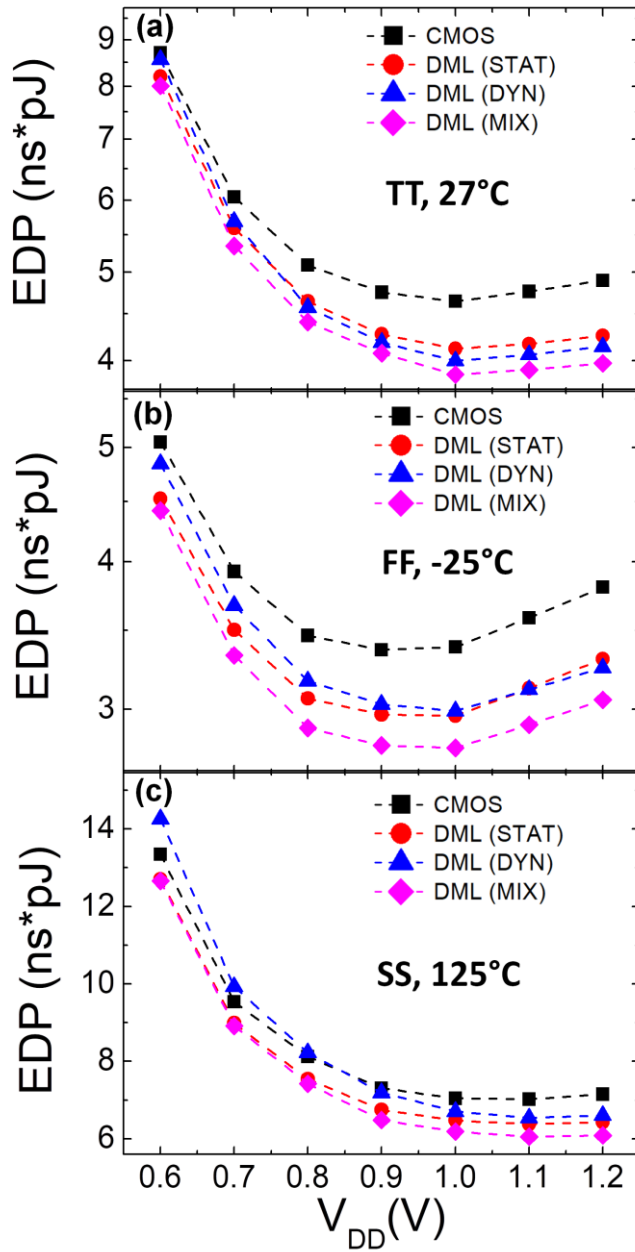 (a)
CMOS
DML (STAT)
DML (DYN)
DML (MIX)
TT, 27°C
EDP (ns*pJ)
9
8
7
6
5
4
(b)
CMOS
DML (STAT)
DML (DYN)
DML (MIX)
FF, -25°C
EDP (ns*pJ)
5
4
3
(c)
CMOS
DML (STAT)
DML (DYN)
DML (MIX)
SS, 125°C
EDP (ns*pJ)
14
12
10
8
6
0.6 0.7 0.8 0.9 1.0 1.1 1.2
VDD(V)